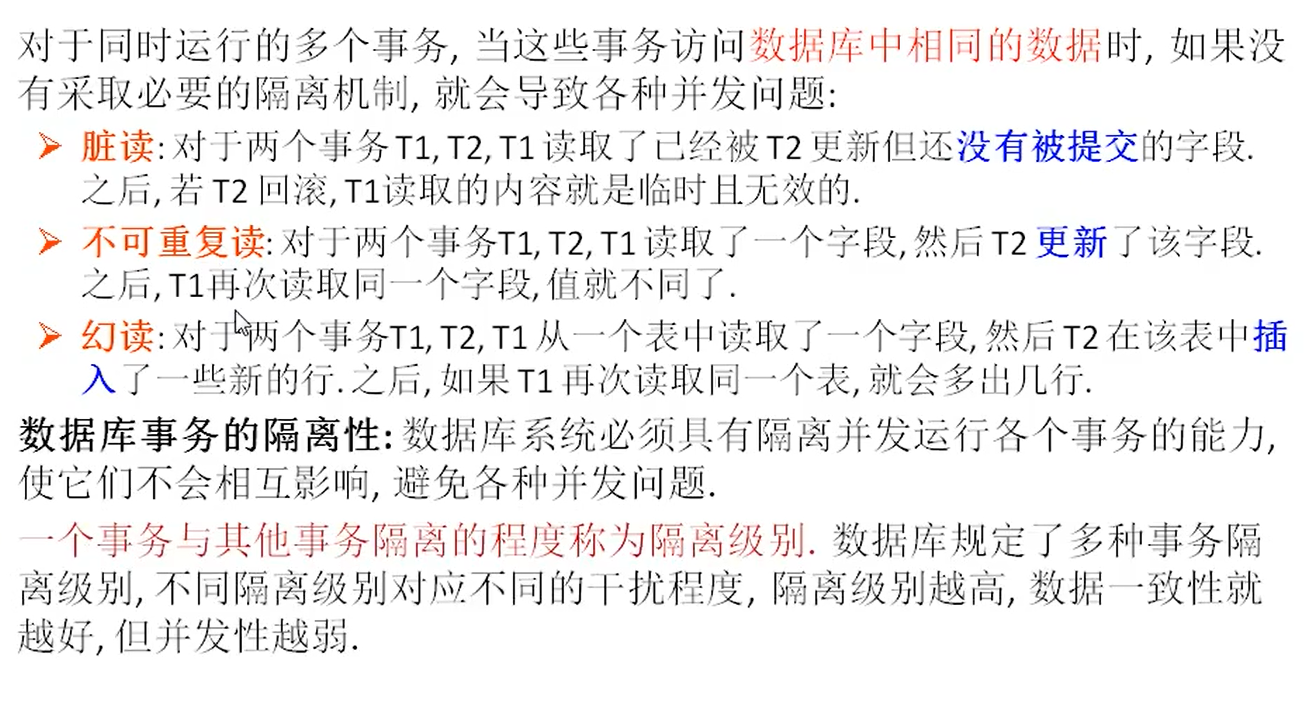 对于同时运行的多个事务, 当这些事务访问数据库中相同的数据时, 如果没
有采取必要的隔离机制, 就会导致各种并发问题:
➢ 脏读: 对于两个事务 T1, T2, T1 读取了已经被 T2 更新但还没有被提交的字段.
之后, 若 T2 回滚, T1读取的内容就是临时且无效的.
➢ 不可重复读: 对于两个事务T1, T2, T1 读取了一个字段, 然后 T2 更新了该字段.
之后, T1再次读取同一个字段, 值就不同了.
➢ 幻读: 对于两个事务T1, T2, T1 从一个表中读取了一个字段, 然后 T2 在该表中插
入了一些新的行. 之后, 如果 T1 再次读取同一个表, 就会多出几行.
数据库事务的隔离性: 数据库系统必须具有隔离并发运行各个事务的能力,
使它们不会相互影响, 避免各种并发问题.
一个事务与其他事务隔离的程度称为隔离级别. 数据库规定了多种事务隔
离级别, 不同隔离级别对应不同的干扰程度, 隔离级别越高, 数据一致性就
越好, 但并发性越弱.